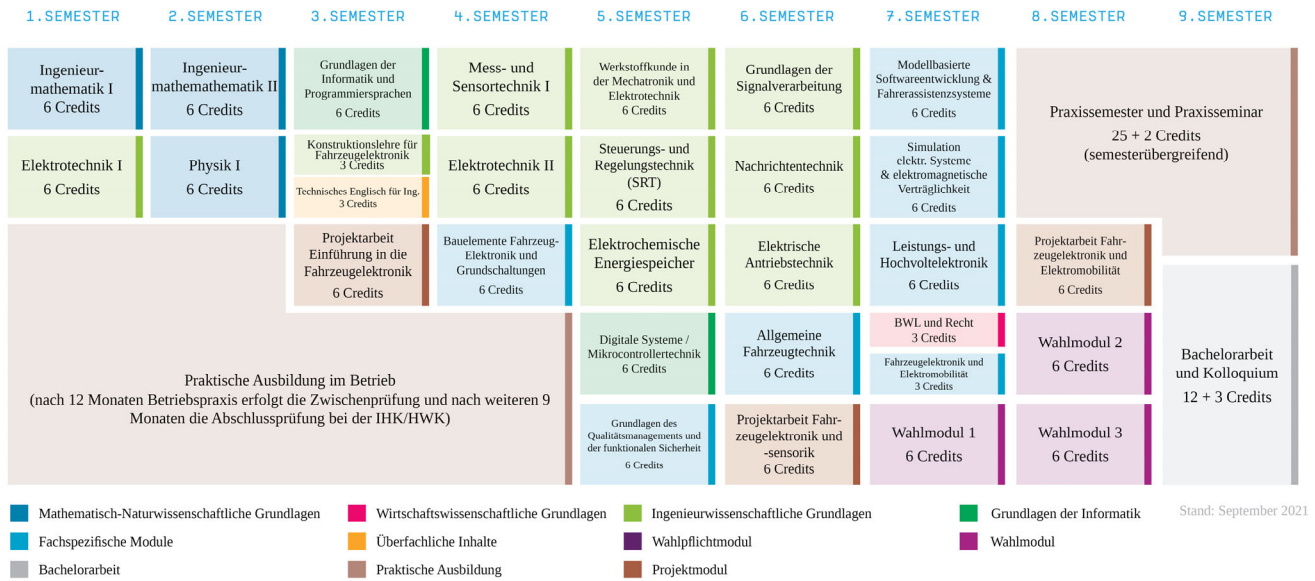 1.SEMESTER
2.SEMESTER
3.SEMESTER
4.SEMESTER
5.SEMESTER
6.SEMESTER
7.SEMESTER
8.SEMESTER
9.SEMESTER
Ingenieur-
mathematik I
6 Credits
Ingenieur-
mathemathematik II
6 Credits
Grundlagen der
Informatik und
Programmiersprachen
6 Credits
Mess- und
Sensortechnik I
6 Credits
Werkstoffkunde in
der Mechatronik und
Elektrotechnik
6 Credits
Grundlagen der
Signalverarbeitung
6 Credits
Modellbasierte
Softwareentwicklung &
Fahrerassistenzsysteme
6 Credits
Praxissemester und Praxisseminar
25 + 2 Credits
(semesterübergreifend)
Elektrotechnik I
6 Credits
Physik I
6 Credits
Konstruktionslehre für
Fahrzeugelektronik
3 Credits
Technisches Englisch für Ing.
3 Credits
Elektrotechnik II
6 Credits
Steuerungs- und
Regelungstechnik
(SRT)
6 Credits
Nachrichtentechnik
6 Credits
Simulation
elektr. Systeme
& elektromagnetische
Verträglichkeit
6 Credits
Projektarbeit
Einführung in die
Fahrzeugelektronik
6 Credits
Bauelemente Fahrzeug-
Elektronik und
Grundschaltungen
6 Credits
Elektrochemische
Energiespeicher
6 Credits
Elektrische
Antriebstechnik
6 Credits
Leistungs- und
Hochvoltelektronik
6 Credits
Projektarbeit Fahr-
zeugelektronik und
Elektromobilität
6 Credits
Praktische Ausbildung im Betrieb
(nach 12 Monaten Betriebspraxis erfolgt die Zwischenprüfung und nach weiteren 9
Monaten die Abschlussprüfung bei der IHK/HWK)
Digitale Systeme /
Mikrocontrollertechnik
6 Credits
Allgemeine
Fahrzeugtechnik
6 Credits
BWL und Recht
3 Credits
Fahrzeugelektronik und
Elektromobilität
3 Credits
Wahlmodul 2
6 Credits
Bachelorarbeit
und Kolloquium
12 + 3 Credits
Grundlagen des
Qualitätsmanagements und
der funktionalen Sicherheit
6 Credits
Projektarbeit Fahr-
zeugelektronik und
-sensorik
6 Credits
Wahlmodul 1
6 Credits
Wahlmodul 3
6 Credits
Mathematisch-Naturwissenschaftliche Grundlagen
Wirtschaftswissenschaftliche Grundlagen
Ingenieurwissenschaftliche Grundlagen
Grundlagen der Informatik
Stand: September 2021
Fachspezifische Module
Überfachliche Inhalte
Wahlpflichtmodul
Wahlmodul
Bachelorarbeit
Praktische Ausbildung
Projektmodul